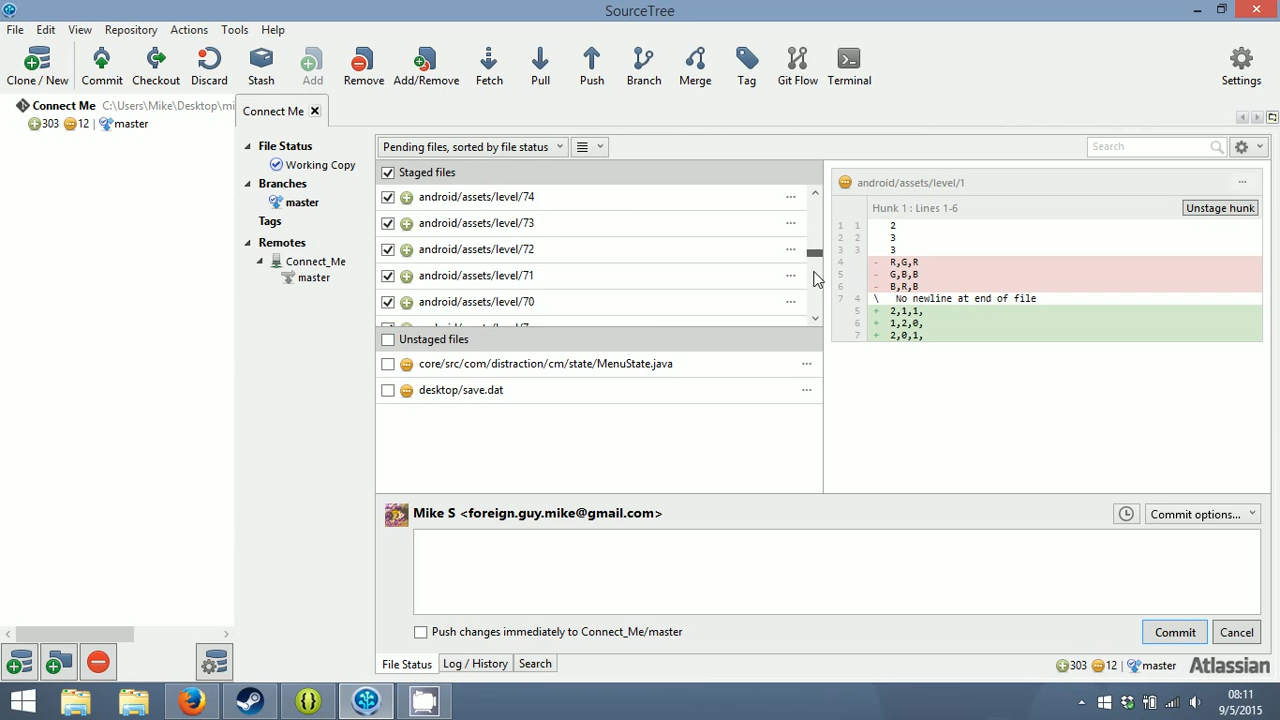 SourceTree
File Edit View Repository Actions Tools Help
Clone / New Commit Checkout Discard Stash Add Remove Add/Remove Fetch Pull Push Branch Merge Tag Git Flow Terminal Settings
Connect Me C:\Users\Mike\Desktop\mi
303 12 | master
Connect Me
File Status
Working Copy
Branches
master
Tags
Remotes
Connect_Me
master
Pending files, sorted by file status
Search
Staged files
android/assets/level/74
android/assets/level/73
android/assets/level/72
android/assets/level/71
android/assets/level/70
Unstaged files
core/src/com/distraction/cm/state/MenuState.java
desktop/save.dat
android/assets/level/1
Hunk 1 : Lines 1-6
Unstage hunk
1 1 2
2 2 3
3 3 3
4 - R,G,R
5 - G,B,B
6 - B,R,B
7 4 \ No newline at end of file
5 + 2,1,1,
6 + 1,2,0,
7 + 2,0,1,
Mike S <foreign.guy.mike@gmail.com>
Commit options...
Push changes immediately to Connect_Me/master
Commit Cancel
File Status Log / History Search
303 12 master Atlassian
08:11
9/5/2015